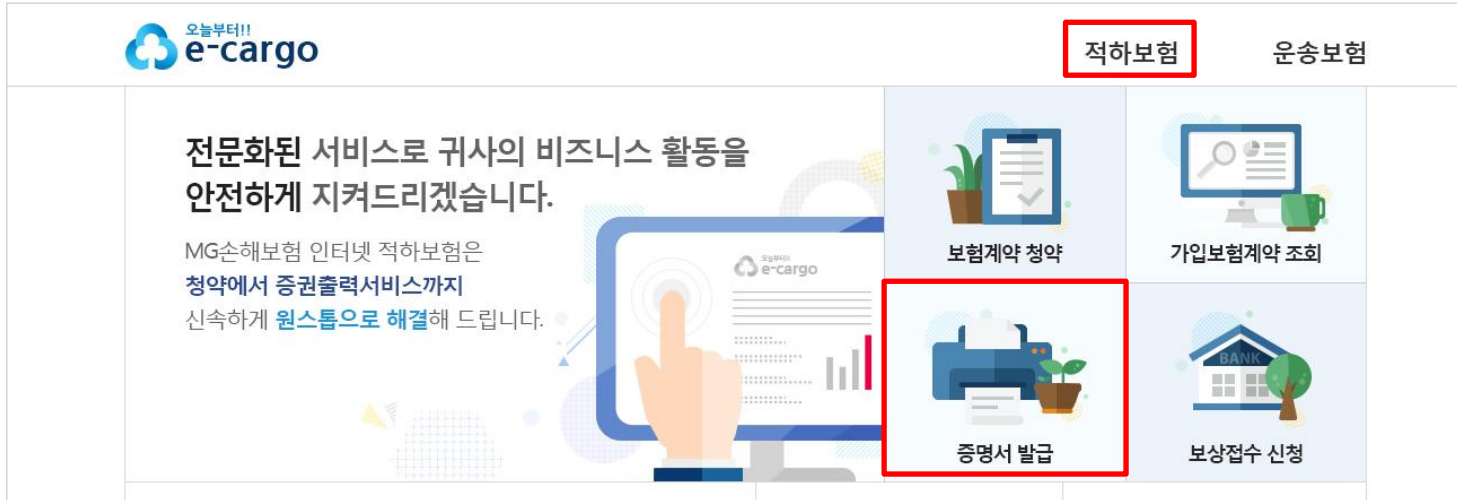 오늘부터!!
e-cargo
적하보험 운송보험
전문화된 서비스로 귀사의 비즈니스 활동을
안전하게 지켜드리겠습니다.
MG손해보험 인터넷 적하보험은
청약에서 증권출력서비스까지
신속하게 원스톱으로 해결해 드립니다.
오늘부터!!
e-cargo
보험계약 청약
가입보험계약 조회
BANK
증명서 발급
보상접수 신청